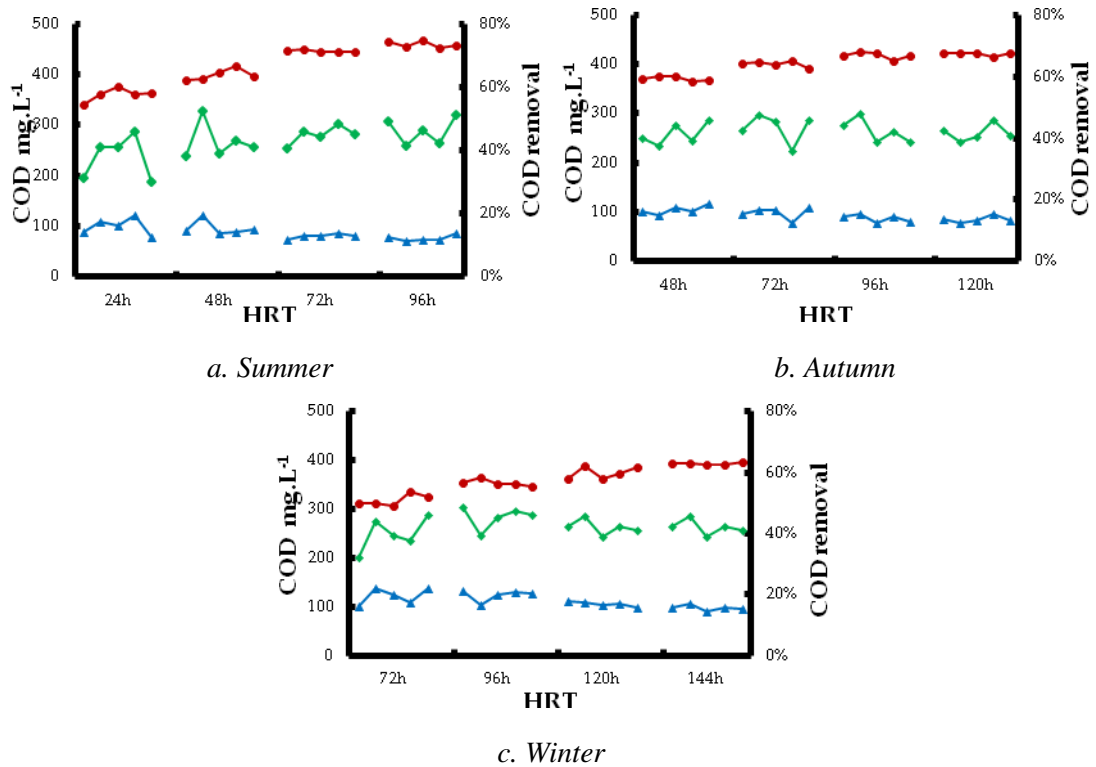 500
400
300
200
100
0
COD mg.L-1
80%
60%
40%
20%
0%
COD removal
24h 48h 72h 96h
HRT
a. Summer
500
400
300
200
100
0
COD mg.L-1
80%
60%
40%
20%
0%
COD removal
48h 72h 96h 120h
HRT
b. Autumn
500
400
300
200
100
0
COD mg.L-1
80%
60%
40%
20%
0%
COD removal
72h 96h 120h 144h
HRT
c. Winter